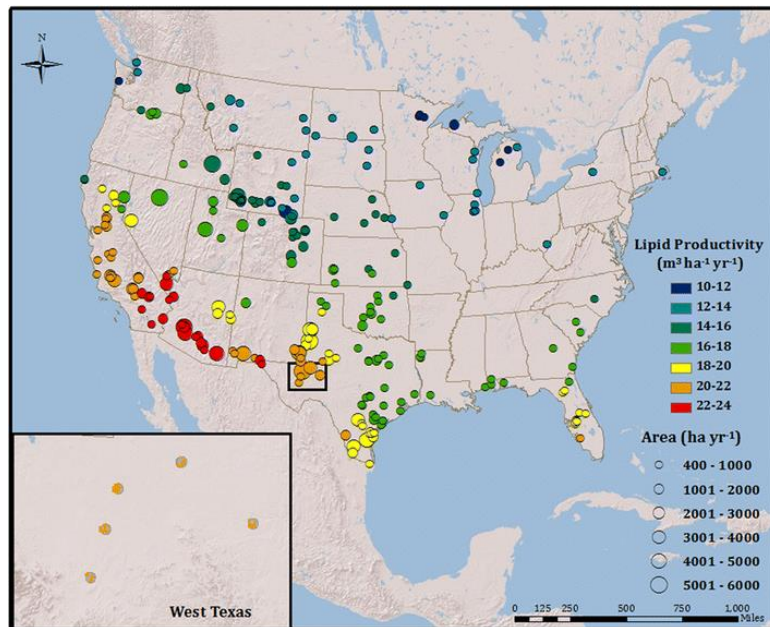 N
Lipid Productivity
(m³ ha⁻¹ yr⁻¹)
10-12
12-14
14-16
16-18
18-20
20-22
22-24
Area (ha yr⁻¹)
400 - 1000
1001 - 2000
2001 - 3000
3001 - 4000
4001 - 5000
5001 - 6000
West Texas
0 125 250 500 750 1,000
Miles